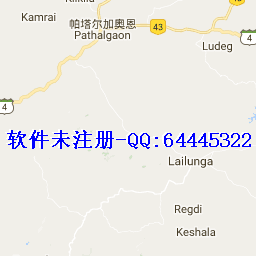 Kilkila
Kamrai
帕塔尔加奥恩
Pathalgaon
43
Ludeg
4
4
软件未注册-QQ:64445322
Lailunga
Regdi
Keshala